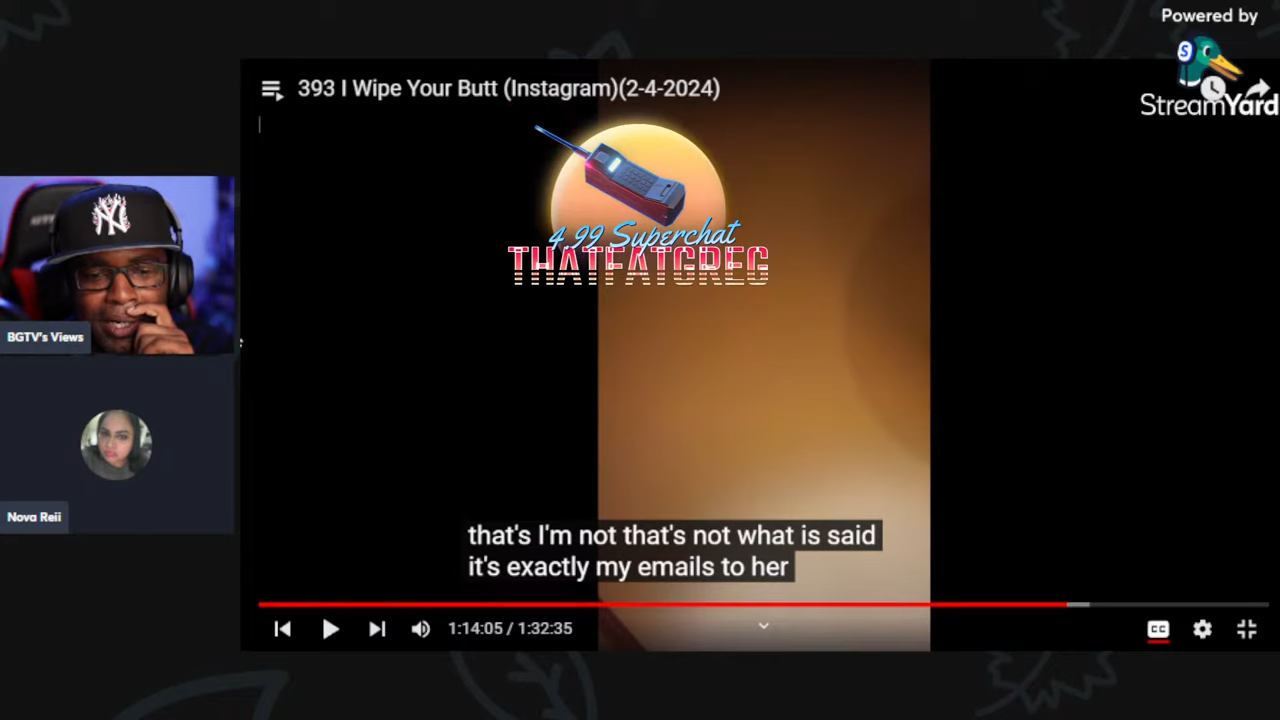 Powered by
StreamYard
393 I Wipe Your Butt (Instagram)(2-4-2024)
4.99 Superchat
THATFATGREG
BGTV's Views
Nova Reii
that's I'm not that's not what is said
it's exactly my emails to her
1:14:05 / 1:32:35
CC